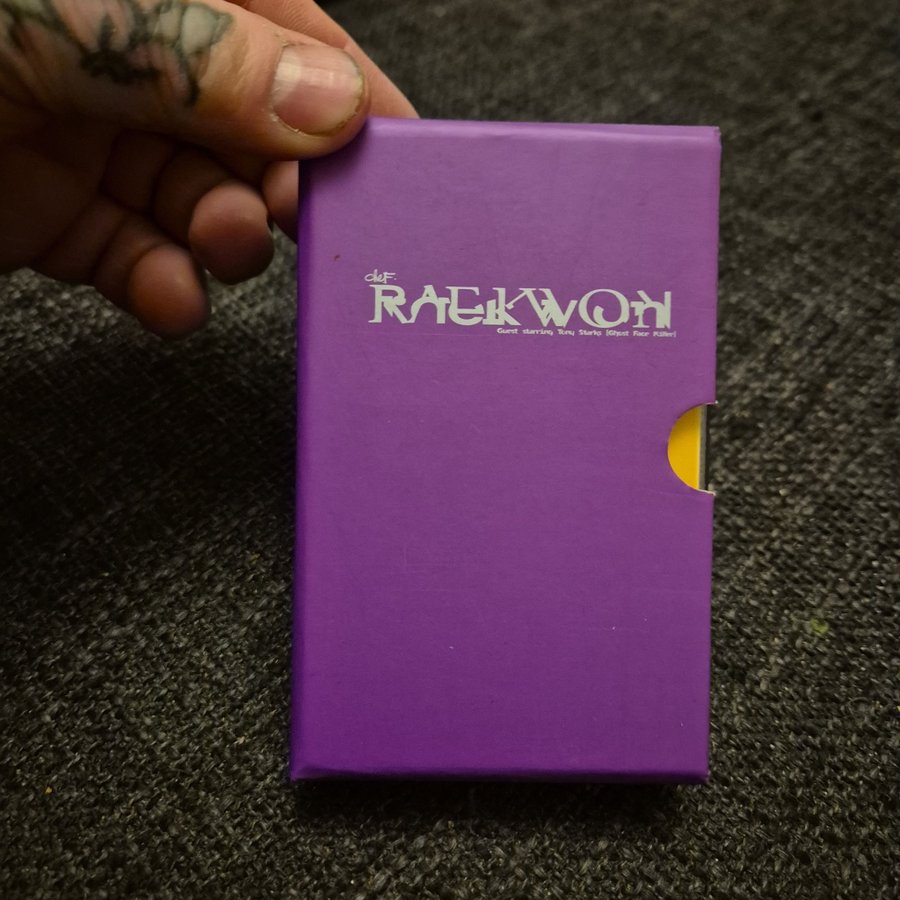 chef.
RAEKWON
Guest starring Tony Starks (Ghost Face Killer)